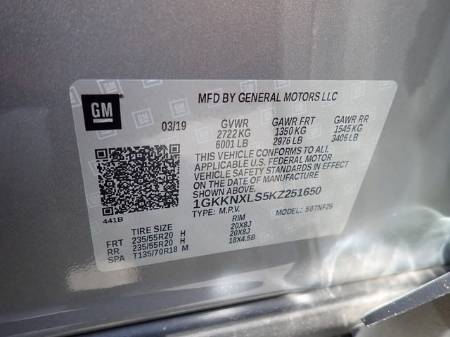 GM
MFD BY GENERAL MOTORS LLC
03/19 GVWR GAWR FRT GAWR RR
2722 KG 1350 KG 1545 KG
6001 LB 2976 LB 3406 LB
THIS VEHICLE CONFORMS TO ALL
APPLICABLE U.S. FEDERAL MOTOR
VEHICLE SAFETY STANDARDS IN EFFECT
ON THE DATE OF MANUFACTURE
SHOWN ABOVE.
1GKKNXLS5KZ251650
441B TYPE: M.P.V. MODEL:
TIRE SIZE RIM
FRT 235/55R20 H 20X8J
RR 235/55R20 H 20X8J
SPA T135/70R18 M 18X4.5B